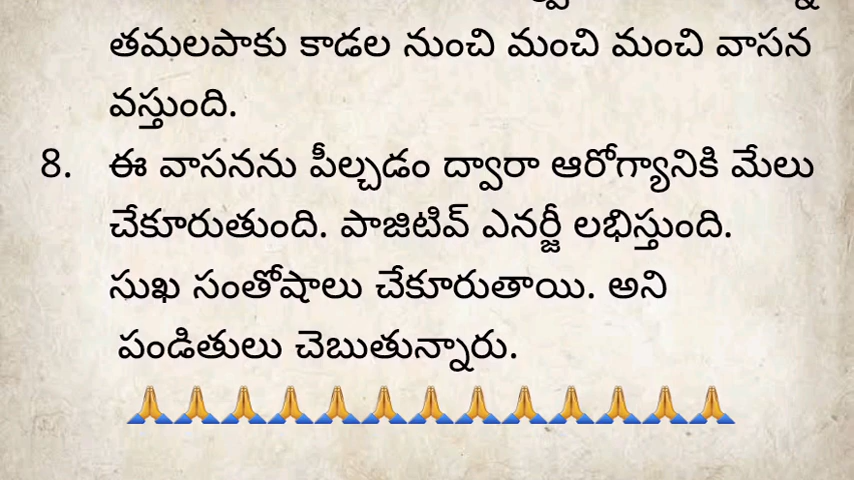 తమలపాకు కాడల నుంచి మంచి మంచి వాసన
వస్తుంది.
8. ఈ వాసనను పీల్చడం ద్వారా ఆరోగ్యానికి మేలు
చేకూరుతుంది. పాజిటివ్ ఎనర్జీ లభిస్తుంది.
సుఖ సంతోషాలు చేకూరుతాయి. అని
పండితులు చెబుతున్నారు.
🙏🙏🙏🙏🙏🙏🙏🙏🙏🙏🙏🙏🙏